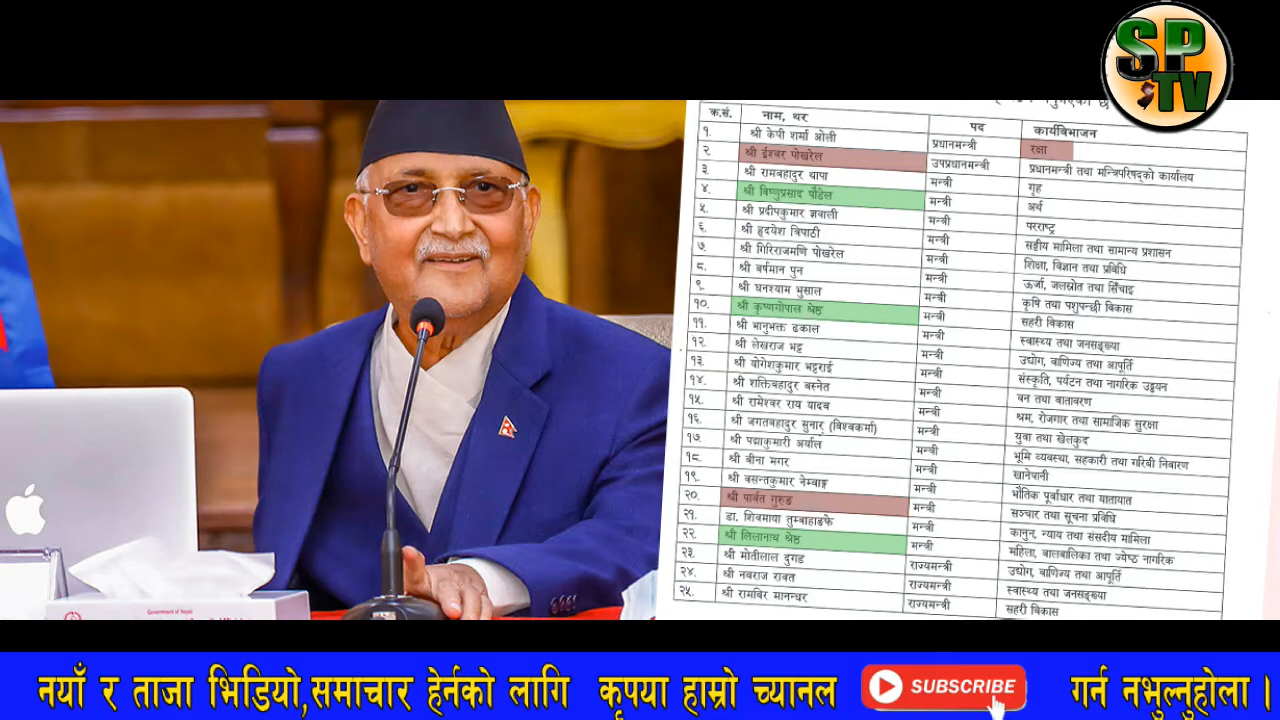 SP TV
क्र.सं. नाम, थर पद कार्यविभाजन
१. श्री केपी शर्मा ओली प्रधानमन्त्री रक्षा
२. श्री ईश्वर पोखरेल उपप्रधानमन्त्री प्रधानमन्त्री तथा मन्त्रिपरिषद्को कार्यालय
३. श्री रामबहादुर थापा मन्त्री गृह
४. श्री विष्णुप्रसाद पौडेल मन्त्री अर्थ
५. श्री प्रदीपकुमार ज्ञवाली मन्त्री परराष्ट्र
६. श्री हृदयेश त्रिपाठी मन्त्री सङ्घीय मामिला तथा सामान्य प्रशासन
७. श्री गिरिराजमणि पोखरेल मन्त्री शिक्षा, विज्ञान तथा प्रविधि
८. श्री वर्षमान पुन मन्त्री ऊर्जा, जलस्रोत तथा सिँचाइ
९. श्री घनश्याम भुसाल मन्त्री कृषि तथा पशुपन्छी विकास
१०. श्री कृष्णगोपाल श्रेष्ठ मन्त्री सहरी विकास
११. श्री भानुभक्त ढकाल मन्त्री स्वास्थ्य तथा जनसङ्ख्या
१२. श्री लेखराज भट्ट मन्त्री उद्योग, वाणिज्य तथा आपूर्ति
१३. श्री योगेशकुमार भट्टराई मन्त्री संस्कृति, पर्यटन तथा नागरिक उड्डयन
१४. श्री शक्तिबहादुर बस्नेत मन्त्री वन तथा वातावरण
१५. श्री रामेश्वर राय यादव मन्त्री श्रम, रोजगार तथा सामाजिक सुरक्षा
१६. श्री जगतबहादुर सुनार (विश्वकर्मा) मन्त्री युवा तथा खेलकुद
१७. श्री पद्माकुमारी अर्याल मन्त्री भूमि व्यवस्था, सहकारी तथा गरिवी निवारण
१८. श्री बीना मगर मन्त्री खानेपानी
१९. श्री वसन्तकुमार नेम्वाङ्ग मन्त्री भौतिक पूर्वाधार तथा यातायात
२०. श्री पार्वत गुरुङ मन्त्री सञ्चार तथा सूचना प्रविधि
२१. डा. शिवमाया तुम्बाहाङफे मन्त्री कानुन, न्याय तथा संसदीय मामिला
२२. श्री लिलानाथ श्रेष्ठ मन्त्री महिला, बालबालिका तथा ज्येष्ठ नागरिक
२३. श्री मोतीलाल दुगड राज्यमन्त्री उद्योग, वाणिज्य तथा आपूर्ति
२४. श्री नवराज रावत राज्यमन्त्री स्वास्थ्य तथा जनसङ्ख्या
२५. श्री रामबिर मानन्धर राज्यमन्त्री सहरी विकास
Government of Nepal
नयाँ र ताजा भिडियो,समाचार हेर्नको लागि कृपया हाम्रो च्यानल SUBSCRIBE गर्न नभुल्नुहोला ।